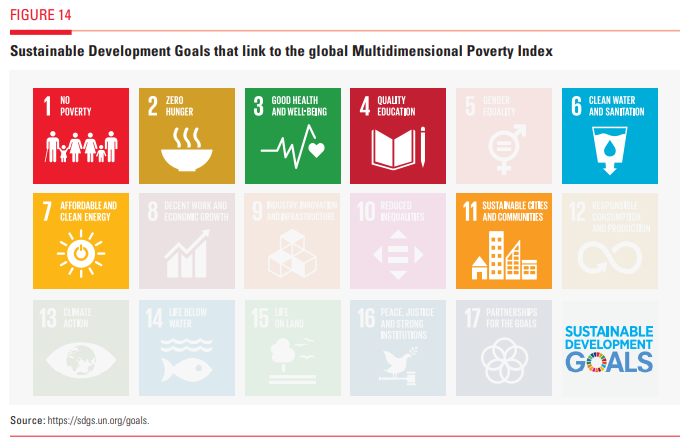 FIGURE 14
Sustainable Development Goals that link to the global Multidimensional Poverty Index
1 NO
POVERTY
2 ZERO
HUNGER
3 GOOD HEALTH
AND WELL-BEING
4 QUALITY
EDUCATION
5 GENDER
EQUALITY
6 CLEAN WATER
AND SANITATION
7 AFFORDABLE AND
CLEAN ENERGY
8 DECENT WORK AND
ECONOMIC GROWTH
9 INDUSTRY, INNOVATION
AND INFRASTRUCTURE
10 REDUCED
INEQUALITIES
11 SUSTAINABLE CITIES
AND COMMUNITIES
12 RESPONSIBLE
CONSUMPTION
AND PRODUCTION
13 CLIMATE
ACTION
14 LIFE BELOW
WATER
15 LIFE
ON LAND
16 PEACE, JUSTICE
AND STRONG
INSTITUTIONS
17 PARTNERSHIPS
FOR THE GOALS
SUSTAINABLE
DEVELOPMENT
GOALS
Source: https://sdgs.un.org/goals.